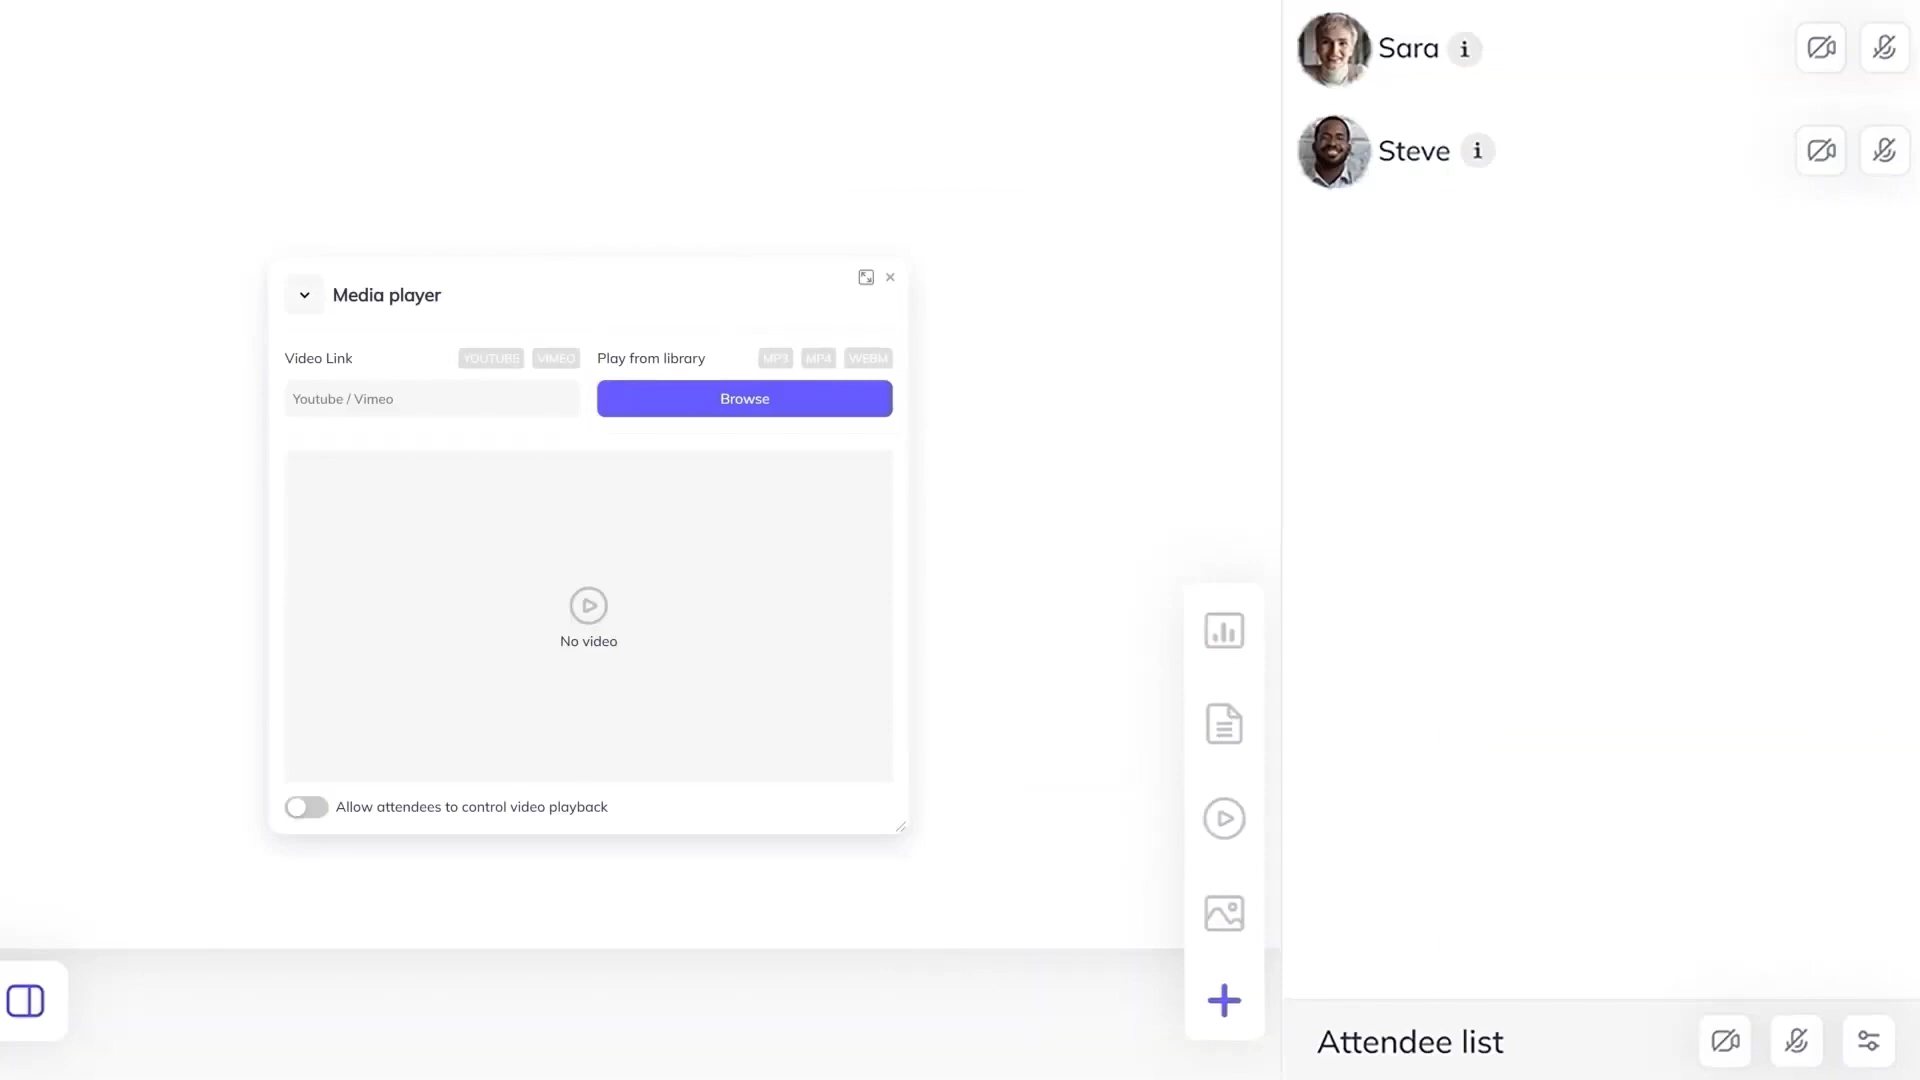 Sara i
Steve i
Media player
Video Link YOUTUBE VIMEO
Youtube / Vimeo
Play from library MP3 MP4 WEBM
Browse
No video
Allow attendees to control video playback
Attendee list